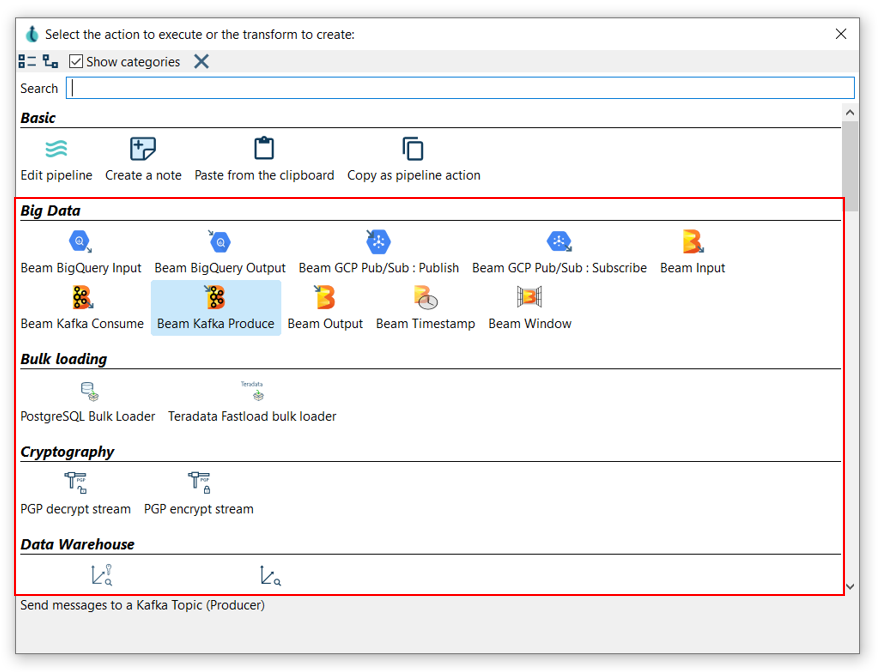 Select the action to execute or the transform to create:
Show categories
Search
Basic
Edit pipeline Create a note Paste from the clipboard Copy as pipeline action
Big Data
Beam BigQuery Input Beam BigQuery Output Beam GCP Pub/Sub : Publish Beam GCP Pub/Sub : Subscribe Beam Input
Beam Kafka Consume Beam Kafka Produce Beam Output Beam Timestamp Beam Window
Bulk loading
Teradata
PostgreSQL Bulk Loader Teradata Fastload bulk loader
Cryptography
PGP PGP
PGP decrypt stream PGP encrypt stream
Data Warehouse
Send messages to a Kafka Topic (Producer)